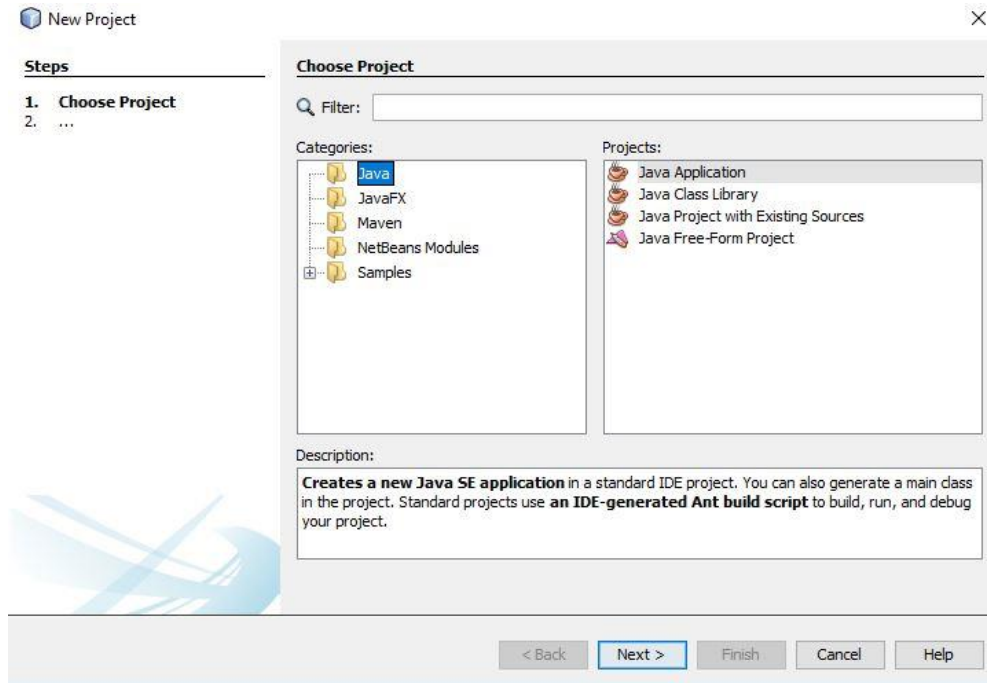 New Project
Steps
1. Choose Project
2. ...
Choose Project
Filter:
Categories:
Java
JavaFX
Maven
NetBeans Modules
Samples
Projects:
Java Application
Java Class Library
Java Project with Existing Sources
Java Free-Form Project
Description:
Creates a new Java SE application in a standard IDE project. You can also generate a main class
in the project. Standard projects use an IDE-generated Ant build script to build, run, and debug
your project.
< Back Next > Finish Cancel Help